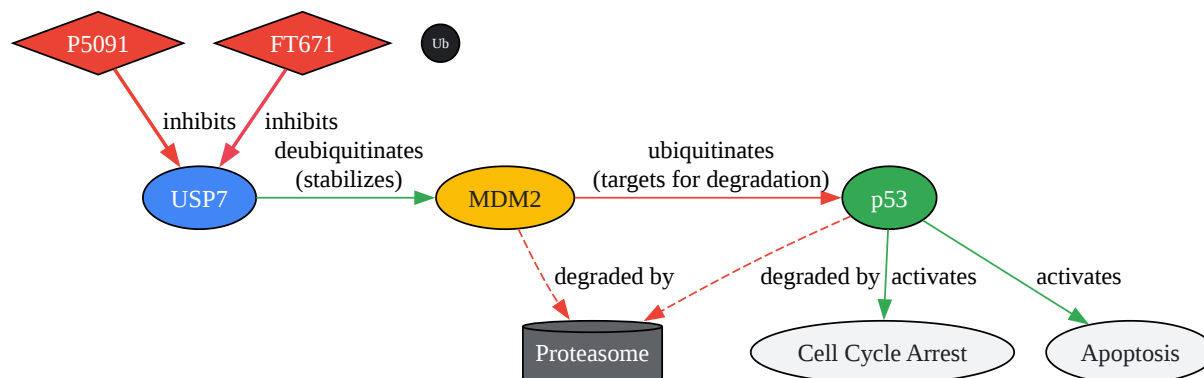 P5091
FT671
Ub
inhibits
inhibits
deubiquitinates
(stabilizes)
ubiquitinates
(targets for degradation)
USP7
MDM2
p53
degraded by
degraded by
activates
activates
Proteasome
Cell Cycle Arrest
Apoptosis